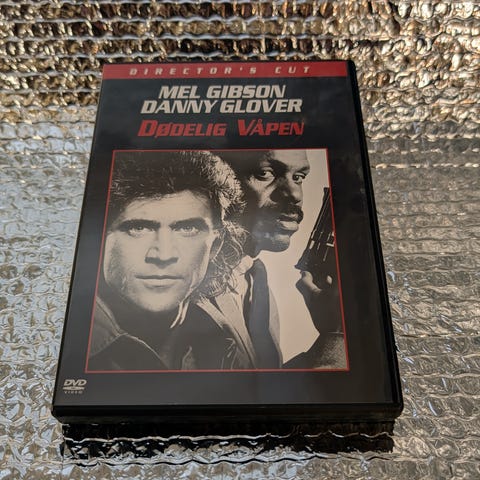 DIRECTOR'S CUT
MEL GIBSON
DANNY GLOVER
DØDELIG VÅPEN
DVD
VIDEO